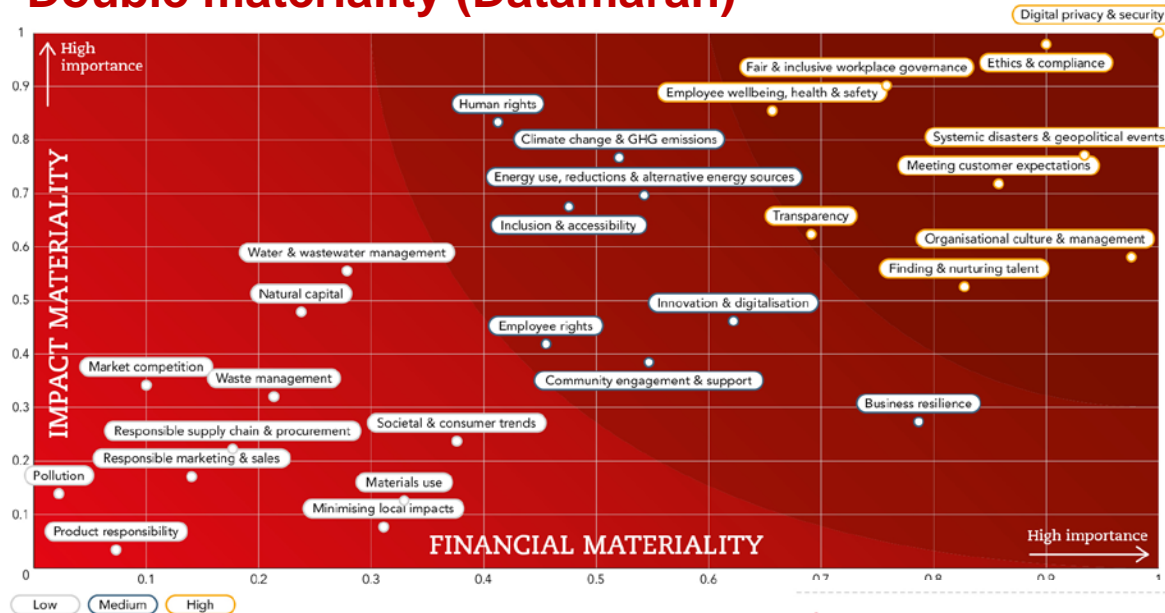 Double materiality (Datamaran)
Digital privacy & security
1
High
importance
Ethics & compliance
Fair & inclusive workplace governance
0.9
Employee wellbeing, health & safety
Human rights
0.8
Climate change & GHG emissions
Systemic disasters & geopolitical events
Meeting customer expectations
Energy use, reductions & alternative energy sources
0.7
Inclusion & accessibility
Transparency
0.6
Water & wastewater management
Organisational culture & management
Finding & nurturing talent
Natural capital
0.5
Innovation & digitalisation
Employee rights
0.4
Market competition
Waste management
Community engagement & support
0.3
Business resilience
Societal & consumer trends
Responsible supply chain & procurement
0.2
Responsible marketing & sales
Pollution
Materials use
0.1
Minimising local impacts
Product responsibility
IMPACT MATERIALITY
FINANCIAL MATERIALITY
High importance
0 0.1 0.2 0.3 0.4 0.5 0.6 0.7 0.8 0.9 1
Low Medium High